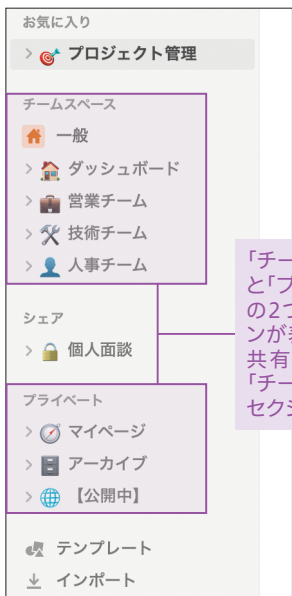 お気に入り
プロジェクト管理
チームスペース
一般
ダッシュボード
営業チーム
技術チーム
人事チーム
シェア
個人面談
プライベート
マイページ
アーカイブ
【公開中】
テンプレート
インポート
「チー
と「プ
の2つ
ンが
共有
「チー
セクシ